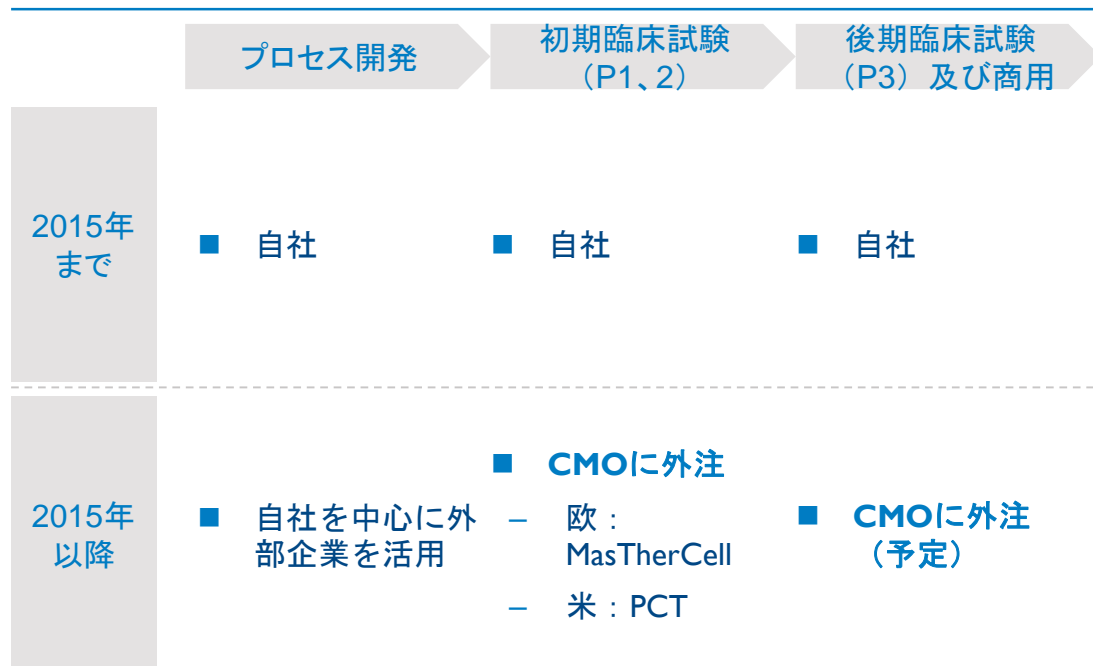 プロセス開発
初期臨床試験
（P1、2）
後期臨床試験
（P3）及び商用
2015年
まで
■ 自社
■ 自社
■ 自社
2015年
以降
■ 自社を中心に外
部企業を活用
■ CMOに外注
– 欧：
MasTherCell
– 米：PCT
■ CMOに外注
（予定）